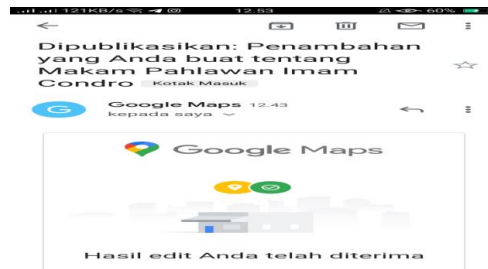 121KB/s 12.53 60%
Dipublikasikan: Penambahan
yang Anda buat tentang
Makam Pahlawan Imam
Condro Kotak Masuk
G Google Maps 12.43
kepada saya
Google Maps
Hasil edit Anda telah diterima